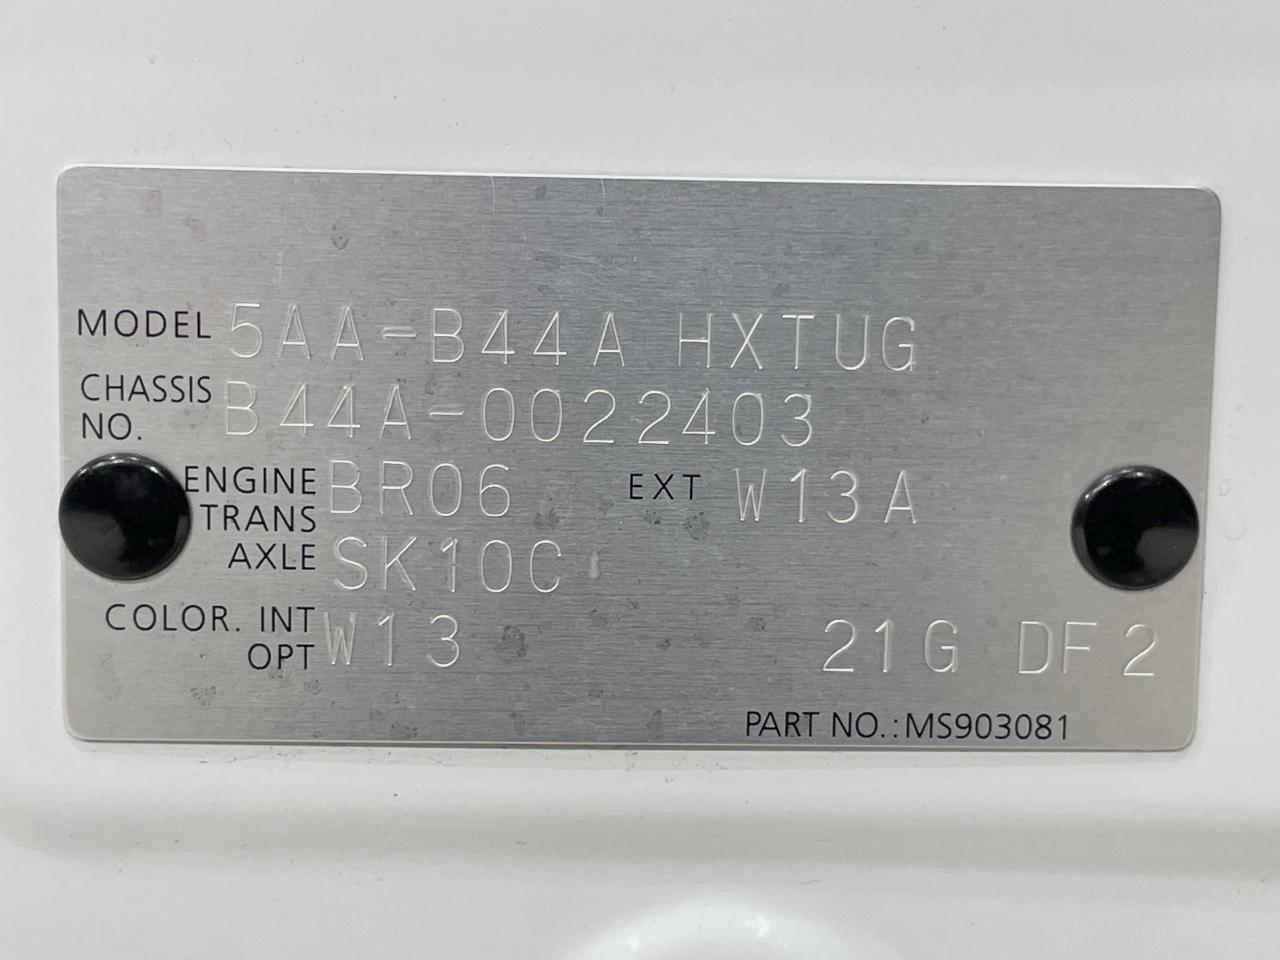 MODEL 5AA-B44A HXTUG
CHASSIS NO. B44A-0022403
ENGINE BR06 EXT W13A
TRANS AXLE SK10C
COLOR. INT W13
OPT 21G DF2
PART NO.:MS903081